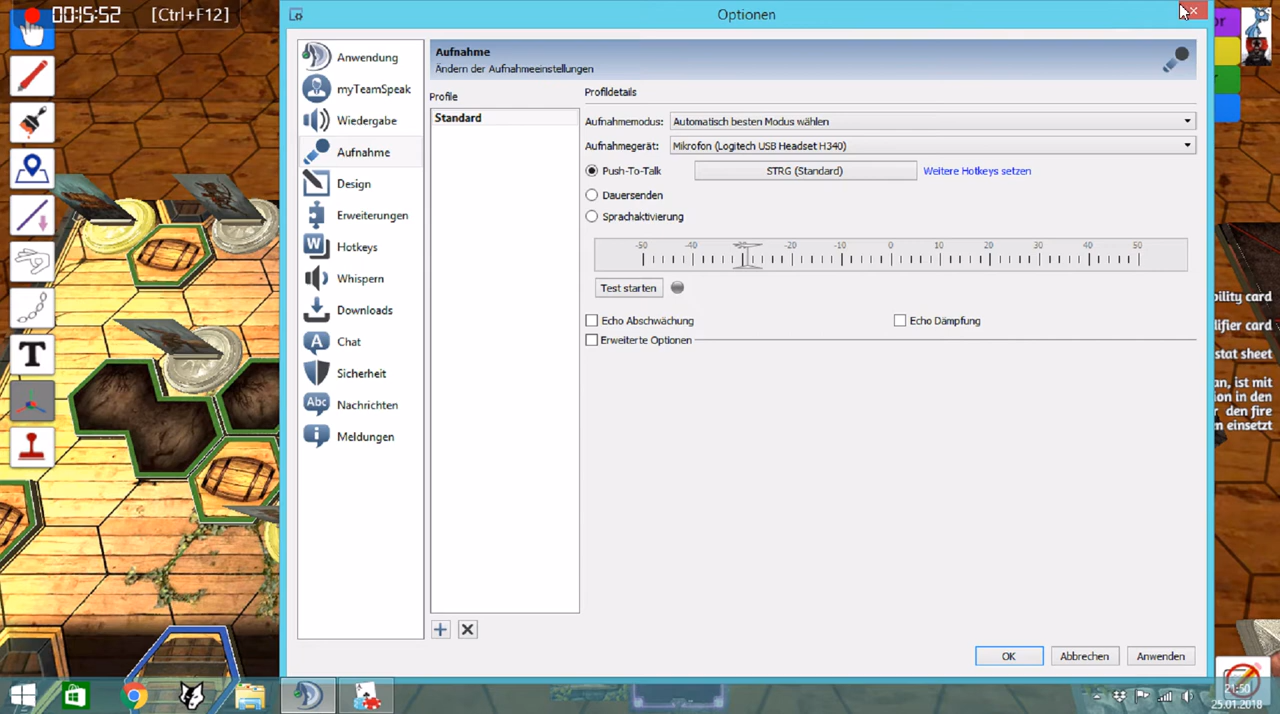 00:15:52 [Ctrl+F12]
Optionen
Anwendung
myTeamSpeak
Wiedergabe
Aufnahme
Design
Erweiterungen
Hotkeys
Whispern
Downloads
Chat
Sicherheit
Nachrichten
Meldungen
Aufnahme
Ändern der Aufnahmeeinstellungen
Profile
Standard
Profildetails
Aufnahmemodus: Automatisch besten Modus wählen
Aufnahmegerät: Mikrofon (Logitech USB Headset H340)
Push-To-Talk STRG (Standard) Weitere Hotkeys setzen
Dauersenden
Sprachaktivierung
-50 -40 -20 -10 0 10 20 30 40 50
Test starten
Echo Abschwächung Echo Dämpfung
Erweiterte Optionen
OK Abbrechen Anwenden
bility card
lifier card
stat sheet
an, ist mit
ion in den
r den fire
n einsetzt
T
W
A
Abc
21:50
25.01.2018